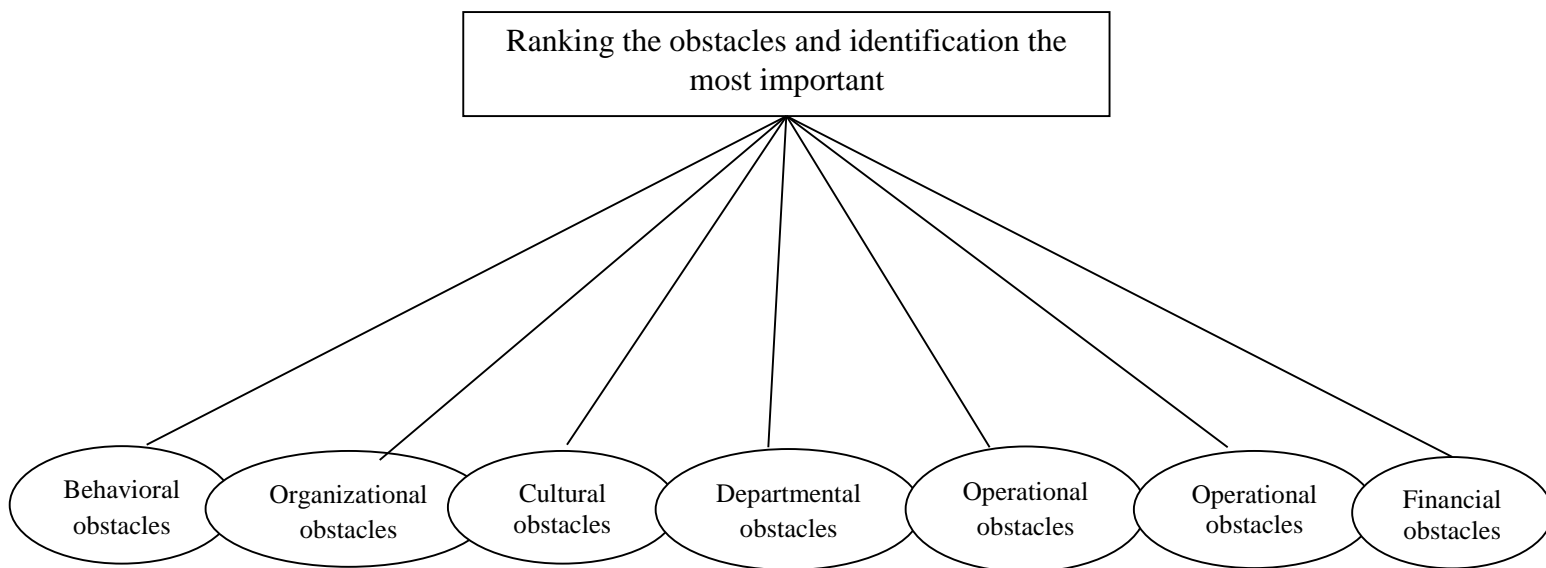 Ranking the obstacles and identification the
most important
Behavioral
obstacles
Organizational
obstacles
Cultural
obstacles
Departmental
obstacles
Operational
obstacles
Operational
obstacles
Financial
obstacles